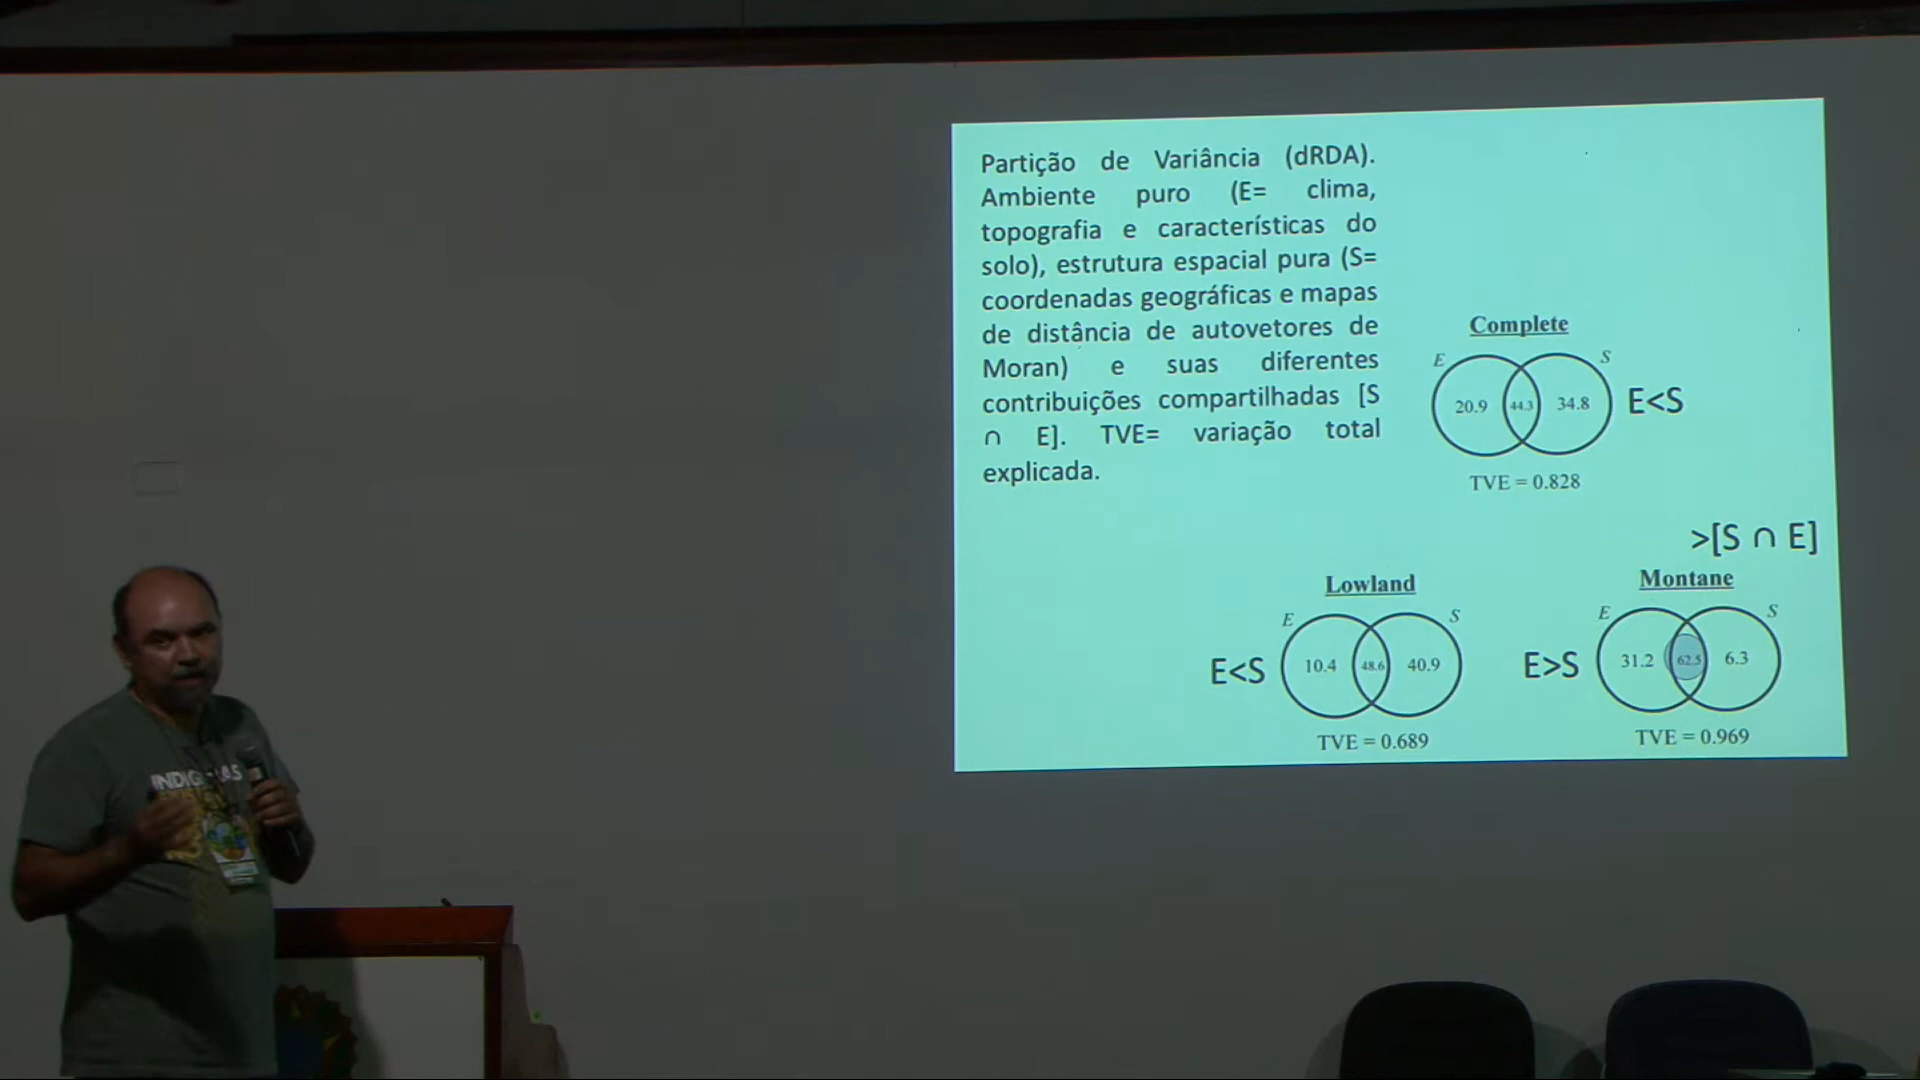 Partição de Variância (dRDA).
Ambiente puro (E= clima,
topografia e características do
solo), estrutura espacial pura (S=
coordenadas geográficas e mapas
de distância de autovetores de
Moran) e suas diferentes
contribuições compartilhadas [S
∩ E]. TVE= variação total
explicada.
Complete
E S
20.9 44.3 34.8 E<S
TVE = 0.828
>[S ∩ E]
Lowland
E S
E<S 10.4 48.6 40.9
TVE = 0.689
Montane
E S
E>S 31.2 62.5 6.3
TVE = 0.969